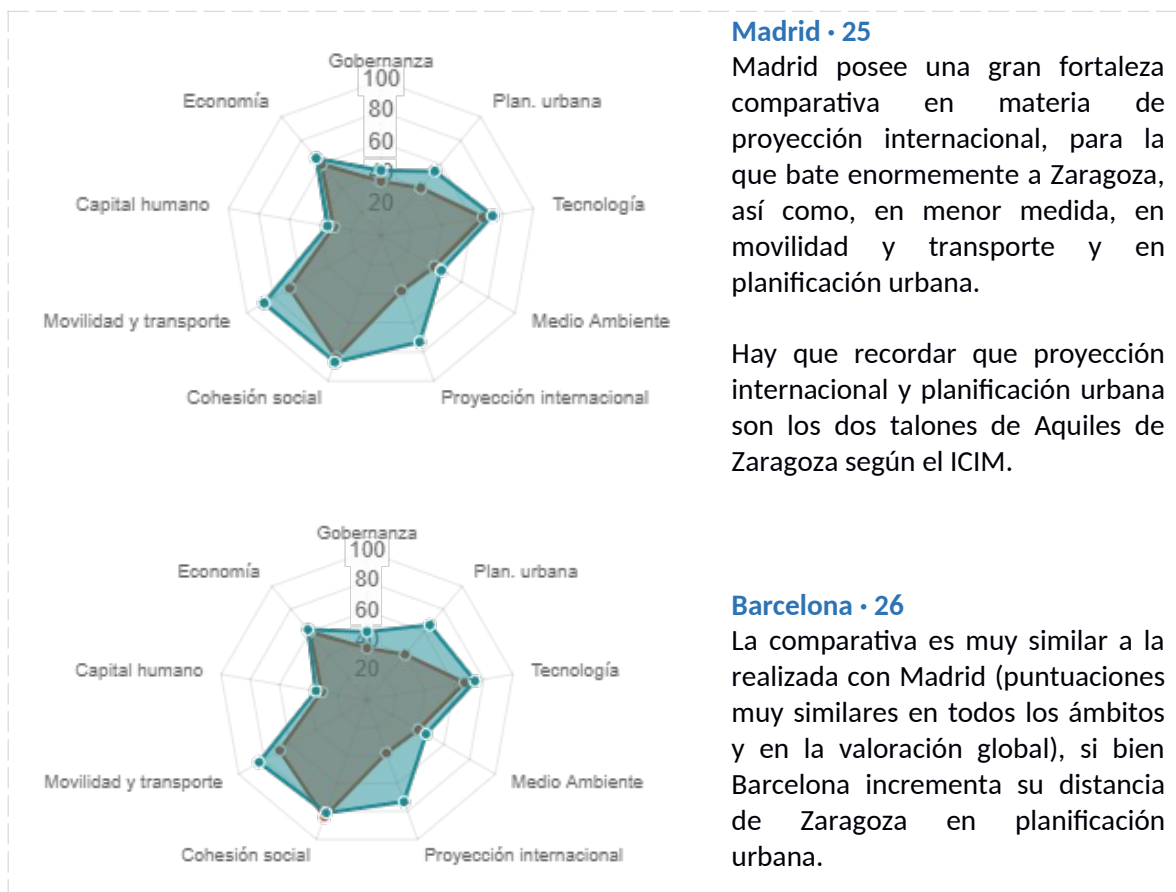 Gobernanza
100
80
60
40
20
Economía
Plan. urbana
Capital humano
Tecnología
Movilidad y transporte
Medio Ambiente
Cohesión social
Proyección internacional
Madrid · 25
Madrid posee una gran fortaleza
comparativa en materia de
proyección internacional, para la
que bate enormemente a Zaragoza,
así como, en menor medida, en
movilidad y transporte y en
planificación urbana.
Hay que recordar que proyección
internacional y planificación urbana
son los dos talones de Aquiles de
Zaragoza según el ICIM.
Gobernanza
100
80
60
40
20
Economía
Plan. urbana
Capital humano
Tecnología
Movilidad y transporte
Medio Ambiente
Cohesión social
Proyección internacional
Barcelona · 26
La comparativa es muy similar a la
realizada con Madrid (puntuaciones
muy similares en todos los ámbitos
y en la valoración global), si bien
Barcelona incrementa su distancia
de Zaragoza en planificación
urbana.